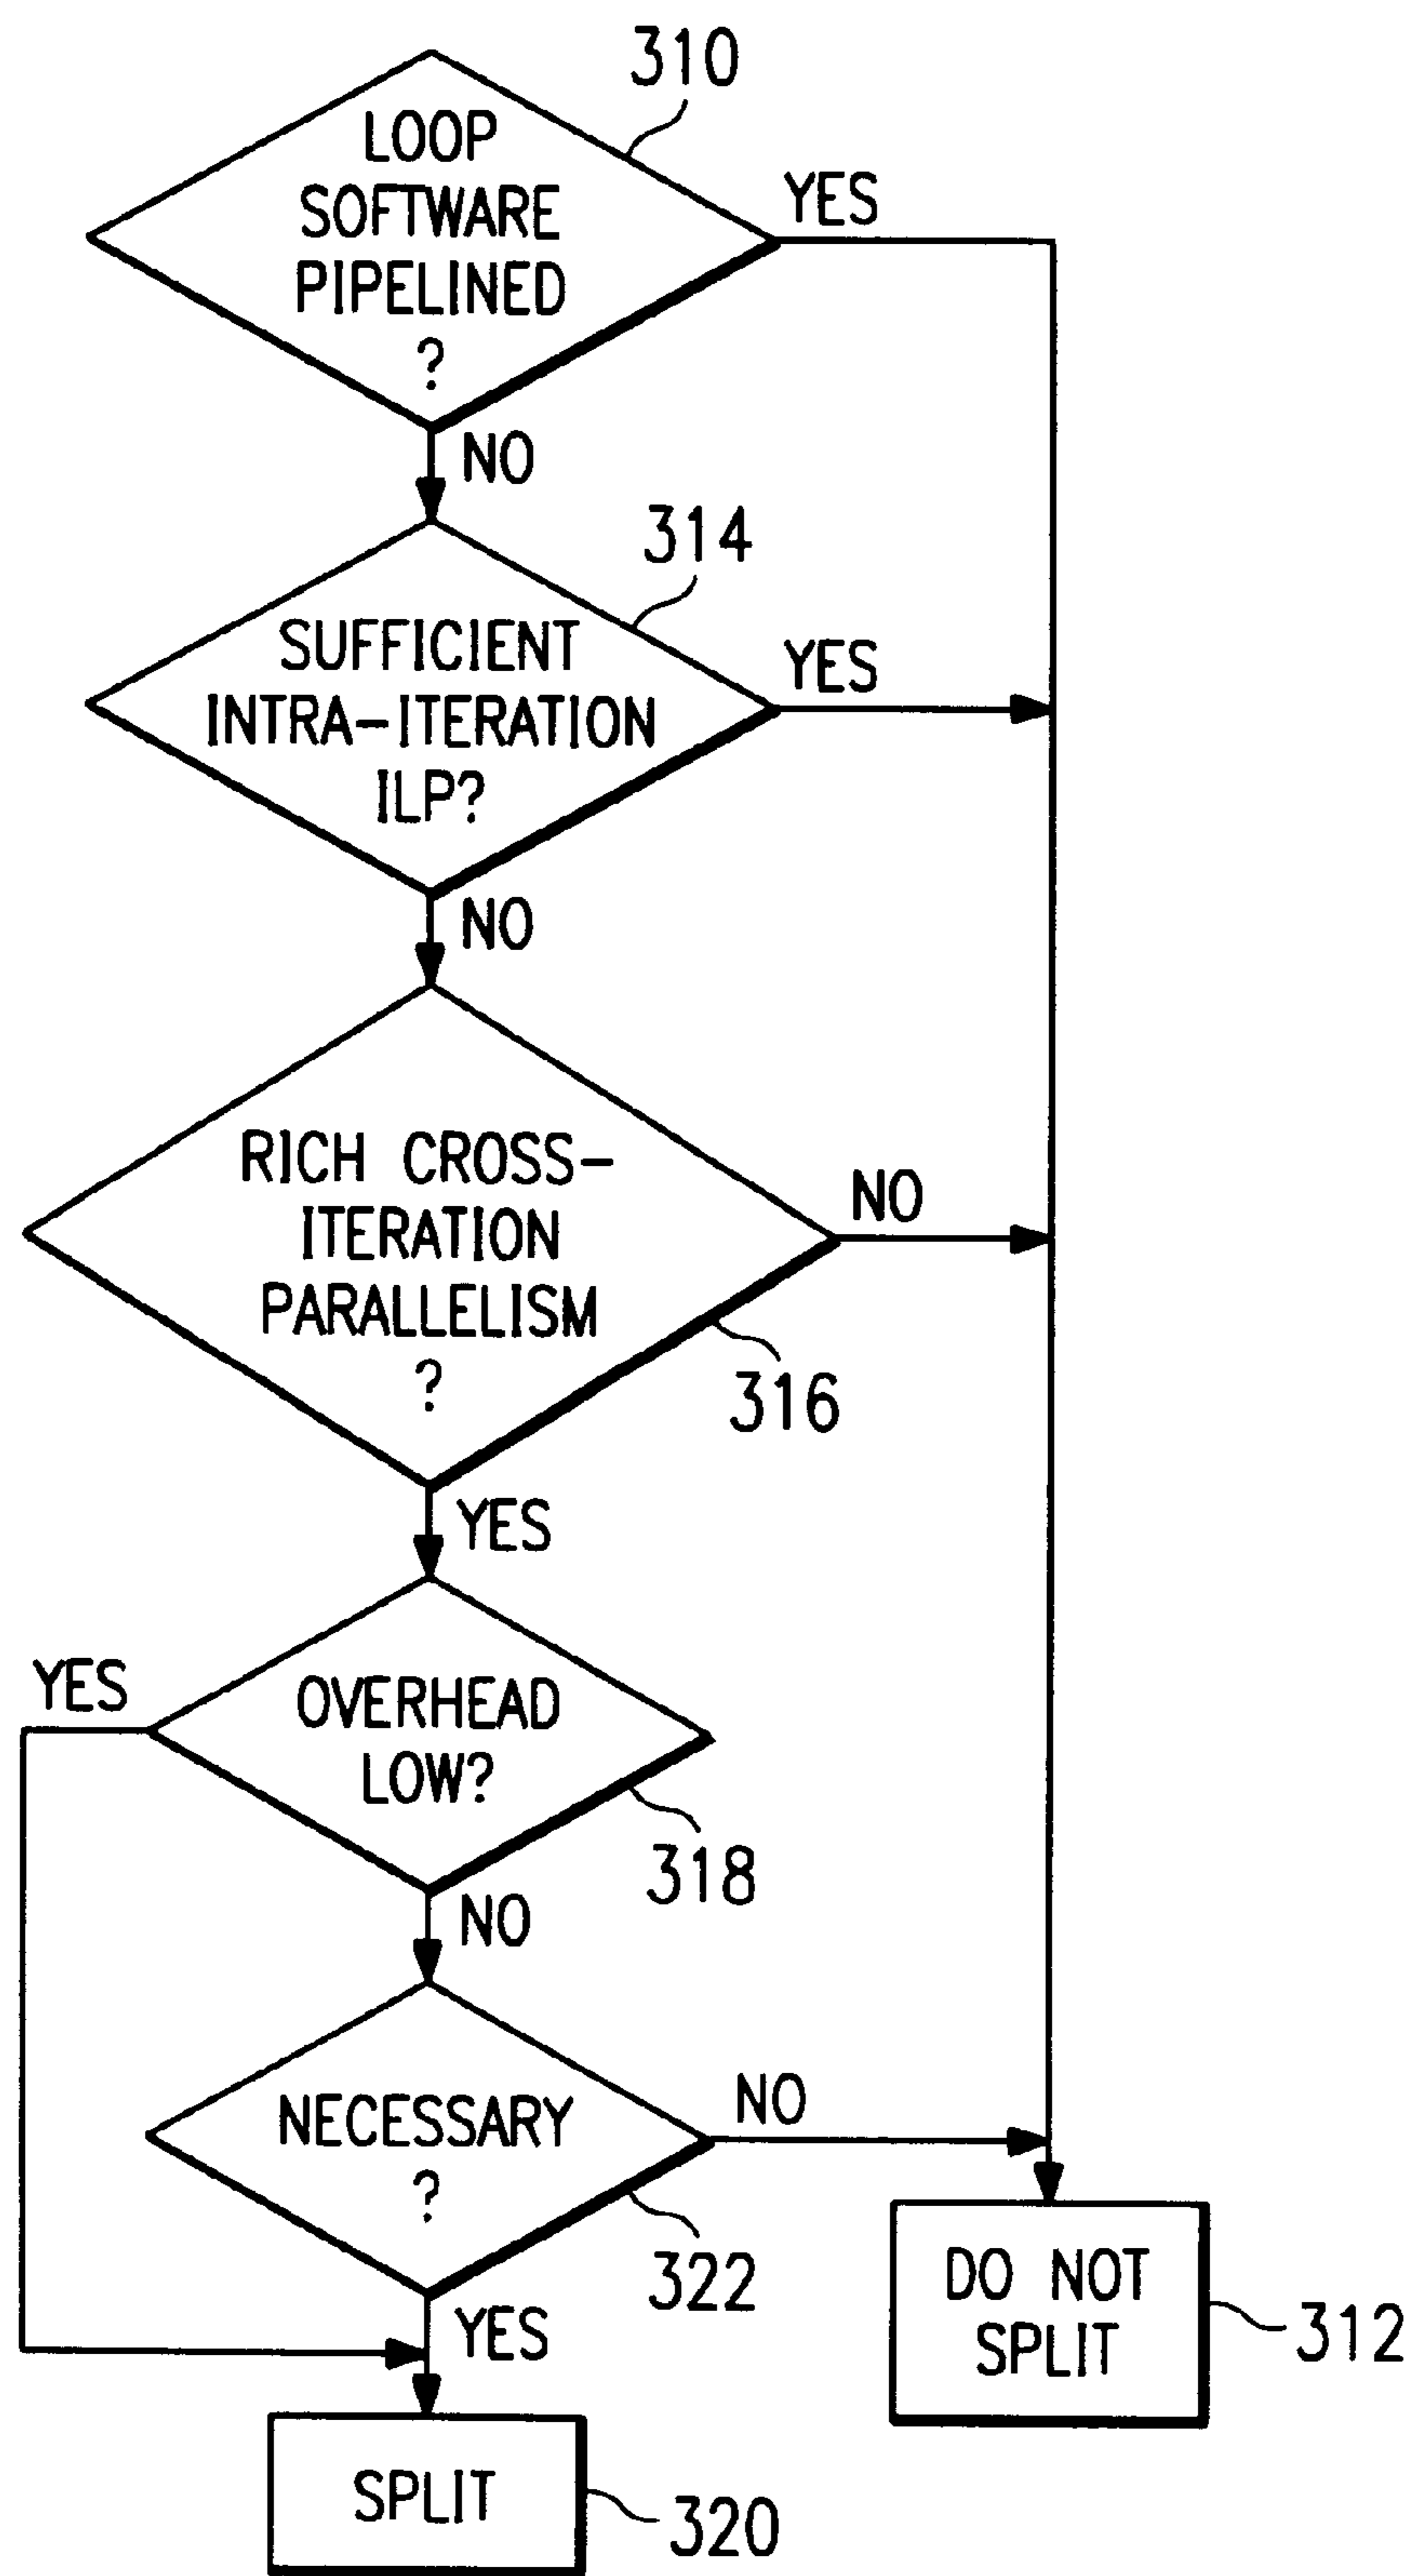 310
LOOP
SOFTWARE
PIPELINED
?
YES
NO
314
SUFFICIENT
INTRA-ITERATION
ILP?
YES
NO
RICH CROSS-
ITERATION
PARALLELISM
?
NO
316
YES
OVERHEAD
LOW?
YES
318
NO
NECESSARY
?
NO
322
YES
DO NOT
SPLIT
312
SPLIT
320